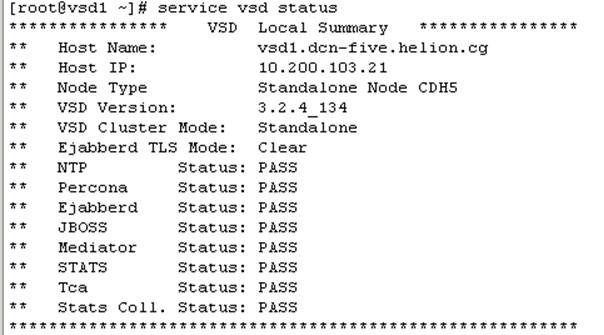 [root@vsd1 ~]# service vsd status
**************** VSD Local Summary ****************
** Host Name: vsd1.dcn-five.helion.cg
** Host IP: 10.200.103.21
** Node Type Standalone Node CDH5
** VSD Version: 3.2.4_134
** VSD Cluster Mode: Standalone
** Ejabberd TLS Mode: Clear
** NTP Status: PASS
** Percona Status: PASS
** Ejabberd Status: PASS
** JBOSS Status: PASS
** Mediator Status: PASS
** STATS Status: PASS
** Tca Status: PASS
** Stats Coll. Status: PASS
*********************************************************